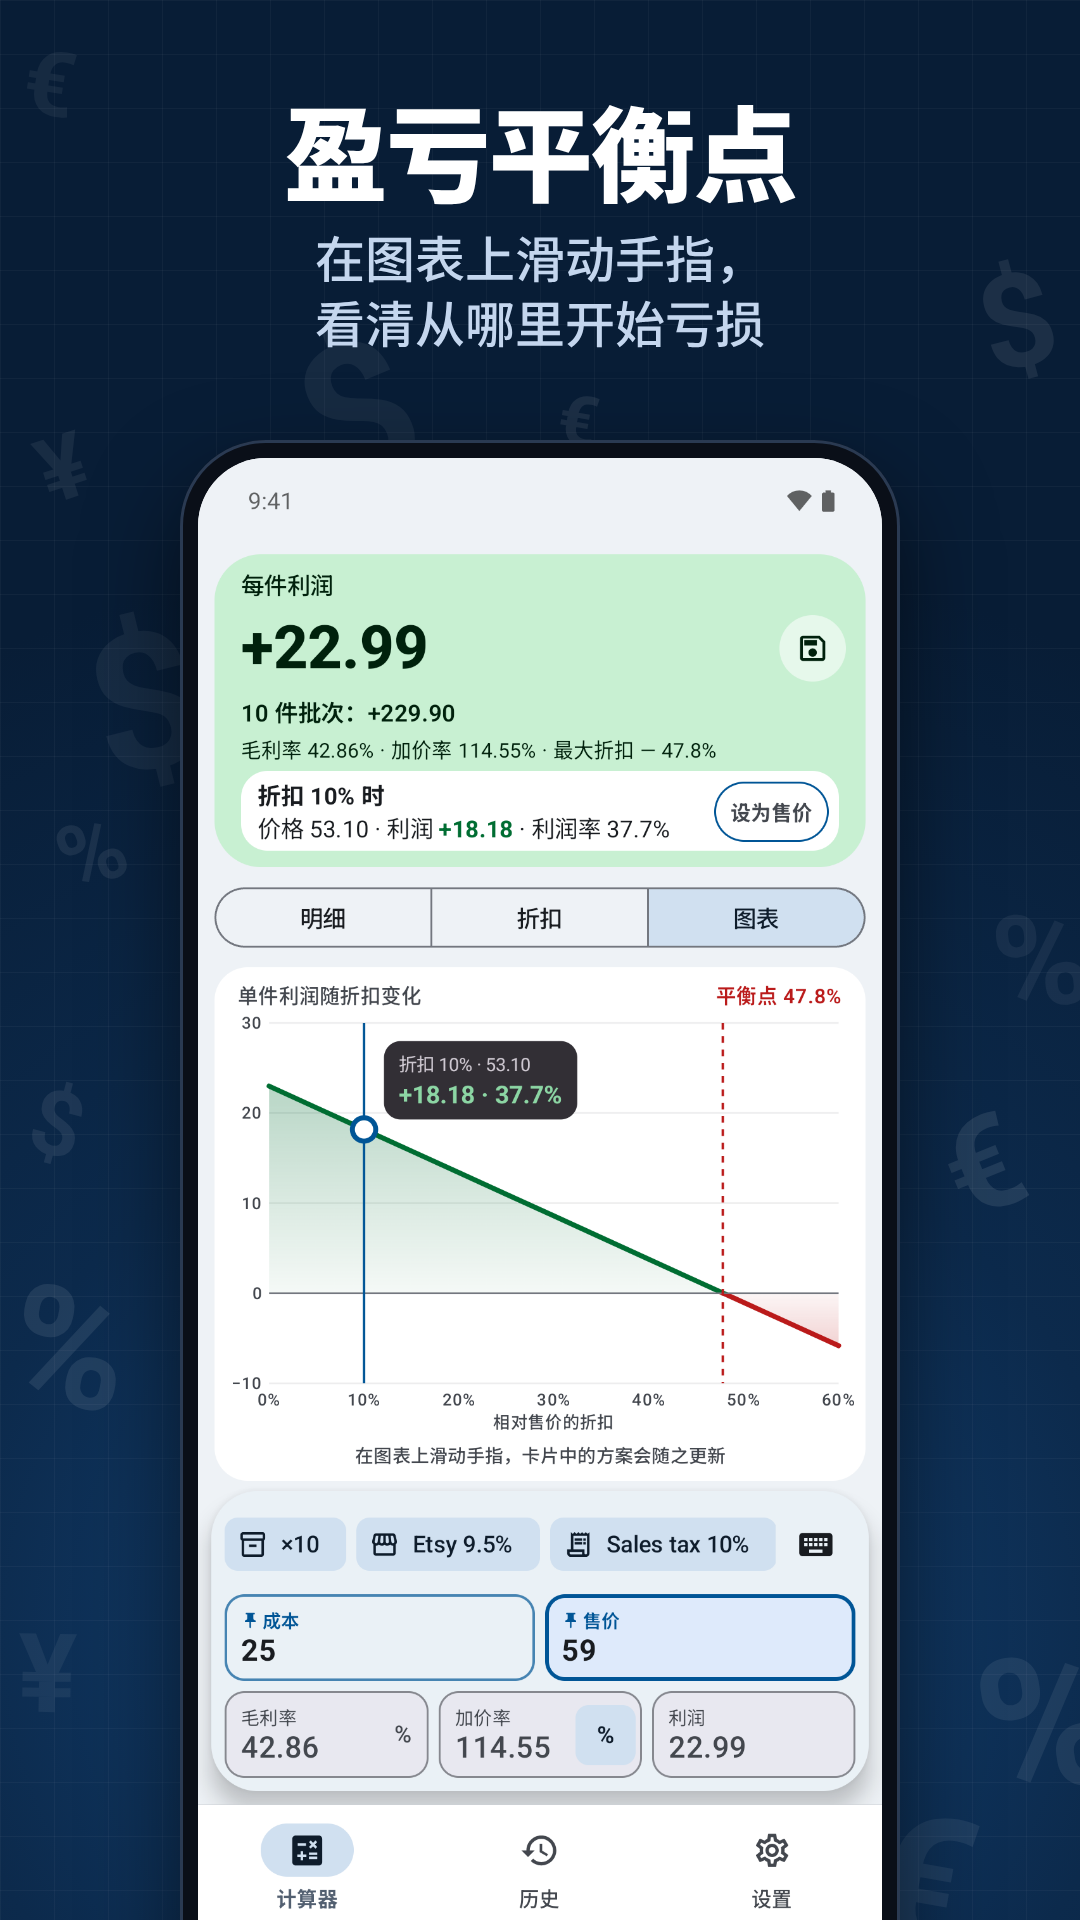 盈亏平衡点
在图表上滑动手指，
看清从哪里开始亏损
9:41
每件利润
+22.99
10 件批次：+229.90
毛利率 42.86% · 加价率 114.55% · 最大折扣 — 47.8%
折扣 10% 时
价格 53.10 · 利润 +18.18 · 利润率 37.7%
设为售价
明细
折扣
图表
单件利润随折扣变化
平衡点 47.8%
30
折扣 10% · 53.10
+18.18 · 37.7%
20
10
0
−10
0% 10% 20% 30% 40% 50% 60%
相对售价的折扣
在图表上滑动手指，卡片中的方案会随之更新
×10
Etsy 9.5%
Sales tax 10%
成本
25
售价
59
毛利率
42.86 %
加价率
114.55 %
利润
22.99
计算器
历史
设置